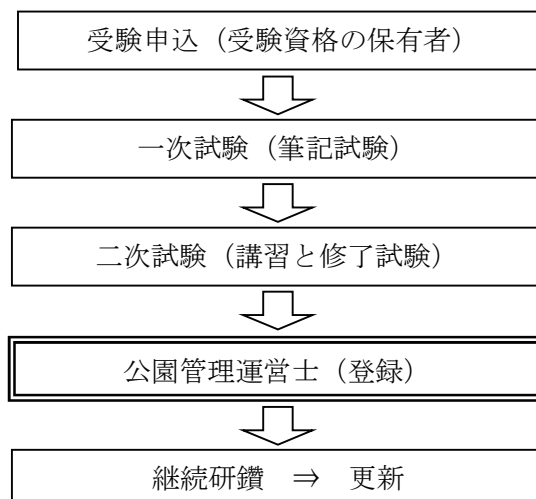 受験申込（受験資格の保有者）
一次試験（筆記試験）
二次試験（講習と修了試験）
公園管理運営士（登録）
継続研鑽　⇒　更新